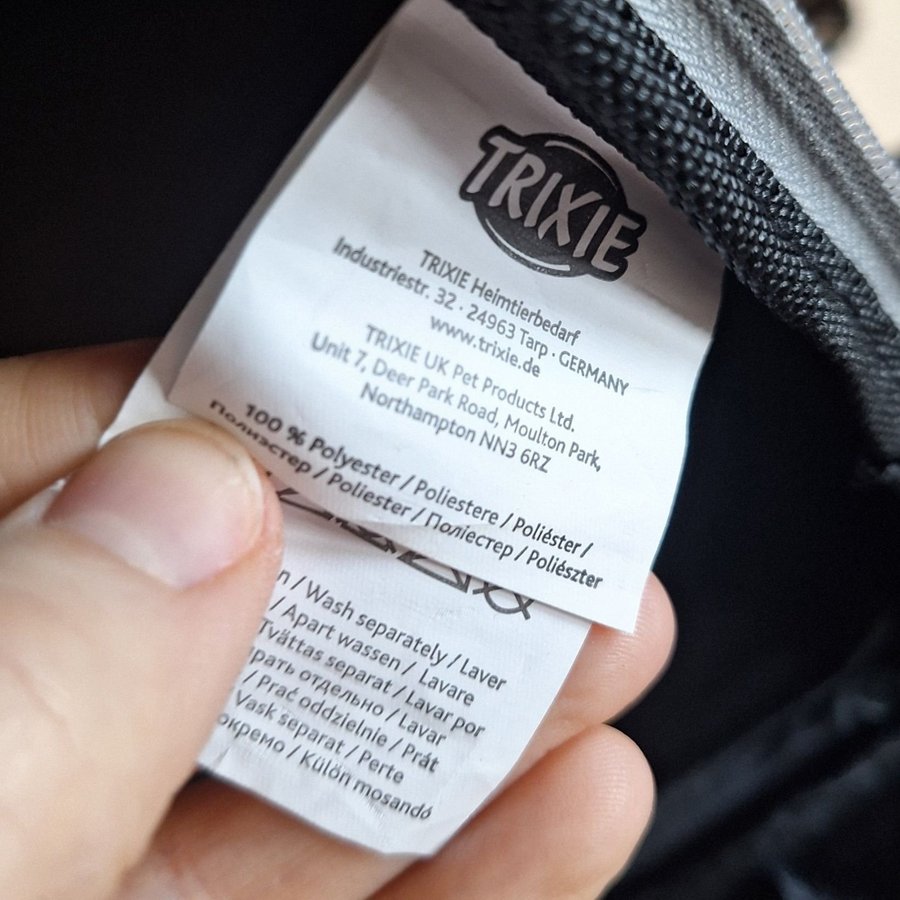 TRIXIE
TRIXIE Heimtierbedarf
Industriestr. 32 · 24963 Tarp · GERMANY
www.trixie.de
TRIXIE UK Pet Products Ltd.
Unit 7, Deer Park Road, Moulton Park,
Northampton NN3 6RZ
100 % Polyester / Poliestere / Poliéster /
Полиэстер / Poliester / Поліестер / Poliészter
/ Wash separately / Laver
/ Apart wassen / Lavare
Tvättas separat / Lavar por
отдельно / Lavar
/ Prać oddzielnie / Prát
Vask separat / Perte
/ Külön mosandó